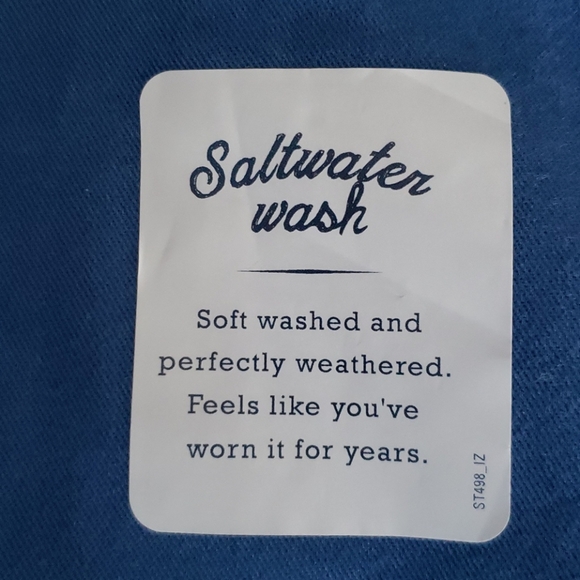 Saltwater
wash
Soft washed and
perfectly weathered.
Feels like you've
worn it for years.
ST498_IZ